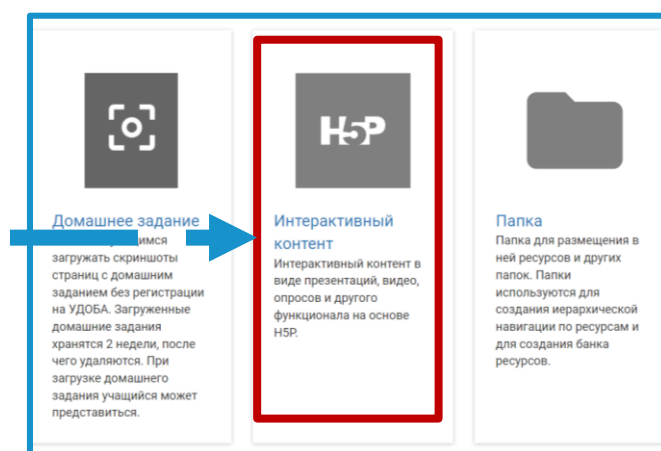 H5P
Домашнее задание
имся
загружать скриншоты
страниц с домашним
заданием без регистрации
на УДОБА. Загруженные
домашние задания
хранятся 2 недели, после
чего удаляются. При
загрузке домашнего
задания учащийся может
представиться.
Интерактивный
контент
Интерактивный контент в
виде презентаций, видео,
опросов и другого
функционала на основе
H5P.
Папка
Папка для размещения в
ней ресурсов и других
папок. Папки
используются для
создания иерархической
навигации по ресурсам и
для создания банка
ресурсов.